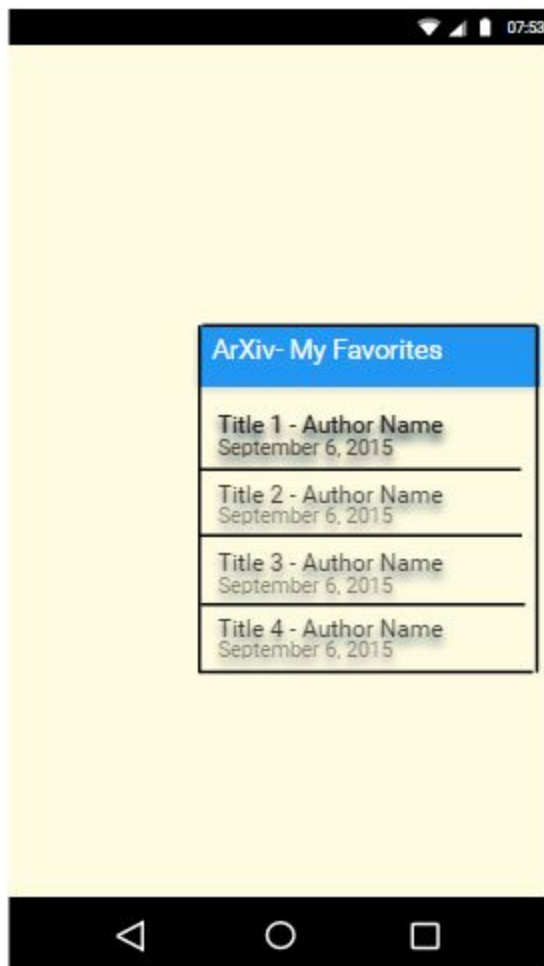 07:53
ArXiv- My Favorites
Title 1 - Author Name
September 6, 2015
Title 2 - Author Name
September 6, 2015
Title 3 - Author Name
September 6, 2015
Title 4 - Author Name
September 6, 2015